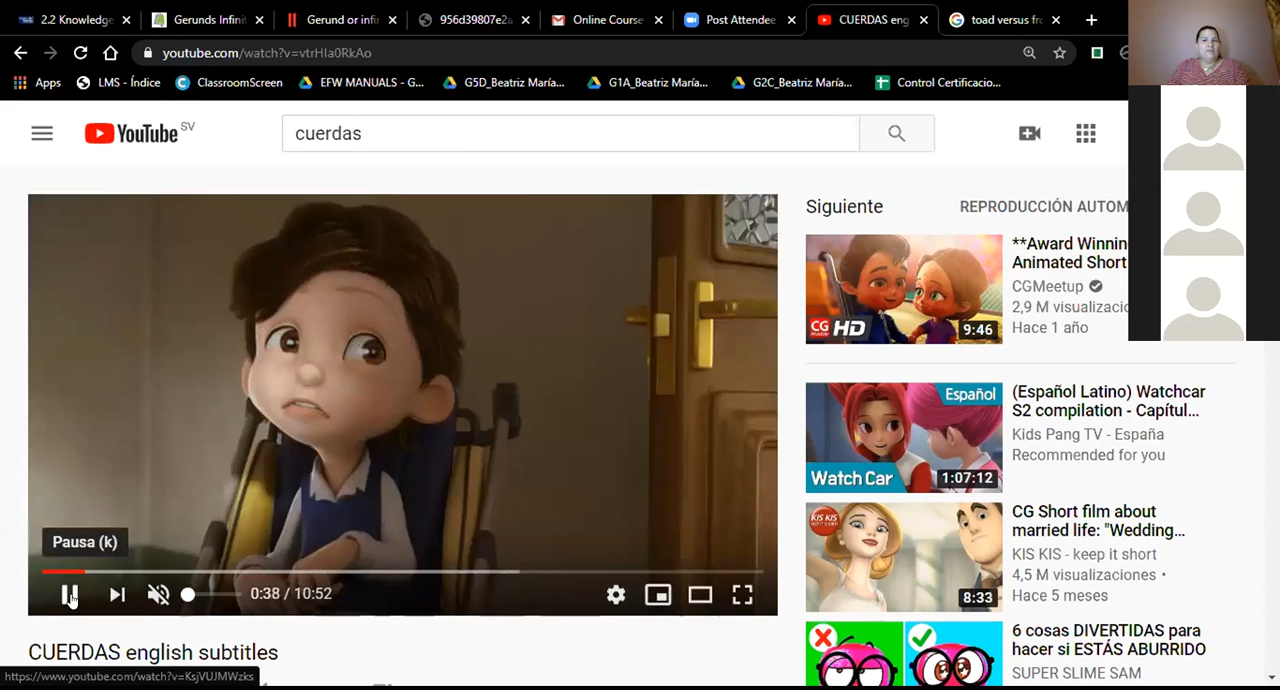 2.2 Knowledge
Gerunds Infinit
Gerund or infi
956d39807e2a
Online Course
Post Attendee
CUERDAS eng
toad versus fro
youtube.com/watch?v=vtrHIa0RkAo
Apps
LMS - Índice
ClassroomScreen
EFW MANUALS - G...
G5D_Beatriz María...
G1A_Beatriz María...
G2C_Beatriz María...
Control Certificacio...
YouTube SV
cuerdas
Siguiente
REPRODUCCIÓN AUTOM
**Award Winnin
Animated Short
CGMeetup
2,9 M visualizacio
Hace 1 año
CG HD
9:46
(Español Latino) Watchcar
S2 compilation - Capítul...
Kids Pang TV - España
Recommended for you
Español
Watch Car
1:07:12
CG Short film about
married life: "Wedding...
KIS KIS - keep it short
4,5 M visualizaciones •
Hace 5 meses
KIS KIS
8:33
6 cosas DIVERTIDAS para
hacer si ESTÁS ABURRIDO
SUPER SLIME SAM
Pausa (k)
0:38 / 10:52
CUERDAS english subtitles
https://www.youtube.com/watch?v=KsjVUJMWzks